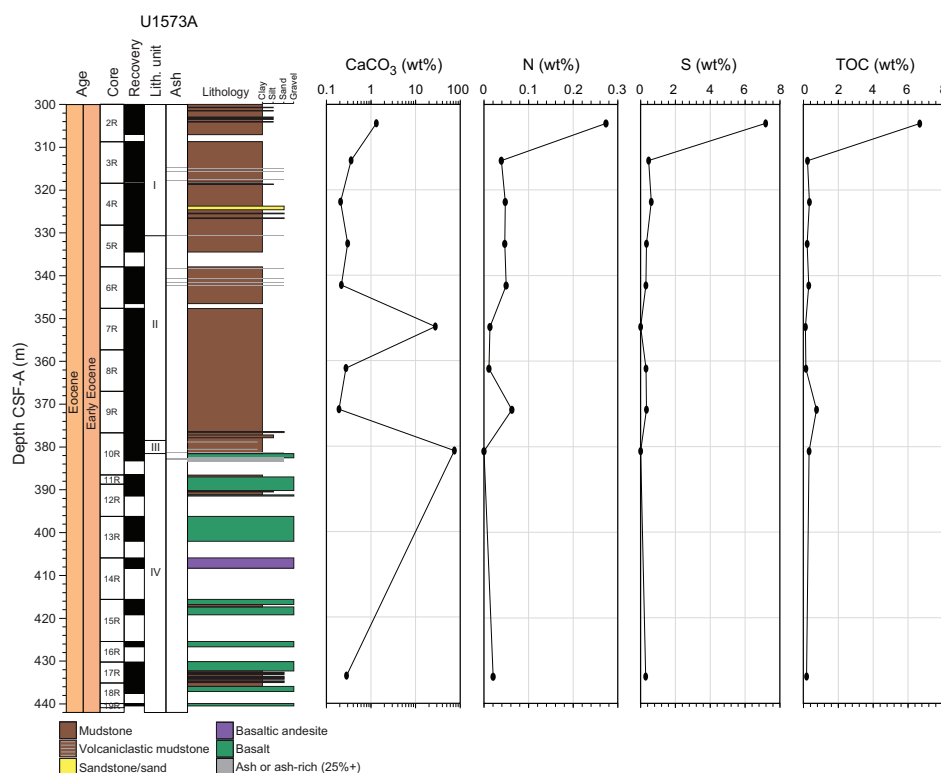 U1573A
Age
Core
Recovery
Lith. unit
Ash
Lithology
Clay
Silt
Sand
Gravel
CaCO3 (wt%)
N (wt%)
S (wt%)
TOC (wt%)
0.1 1 10 100
0 0.1 0.2 0.3
0 2 4 6 8
0 2 4 6 8
Depth CSF-A (m)
300
310
320
330
340
350
360
370
380
390
400
410
420
430
440
Eocene
Early Eocene
2R
3R
4R
5R
6R
7R
8R
9R
10R
11R
12R
13R
14R
15R
16R
17R
18R
19R
I
II
III
IV
Mudstone
Volcaniclastic mudstone
Sandstone/sand
Basaltic andesite
Basalt
Ash or ash-rich (25%+)